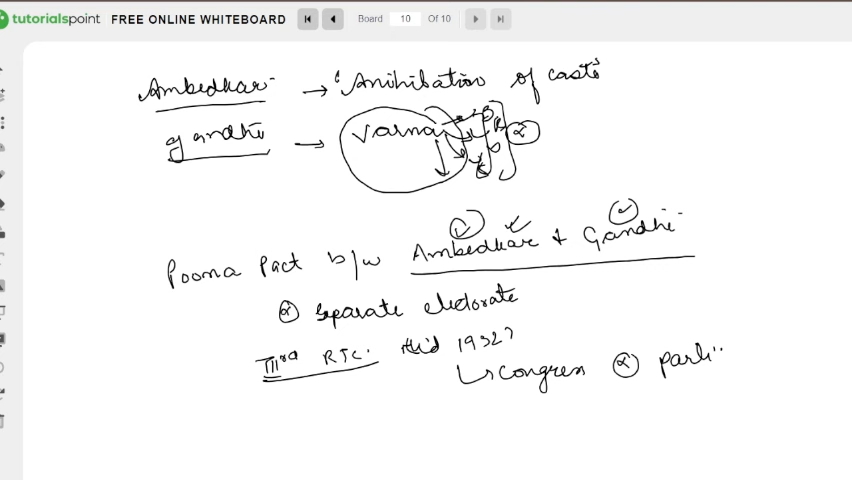 tutorialspoint FREE ONLINE WHITEBOARD Board 10 Of 10
Ambedkar → 'Anihilation of caste'
gandhi → Varna
Poona Pact b/w Ambedkar & Gandhi
separate electorate
IIIrd RTC. 1932?
↳ Congress